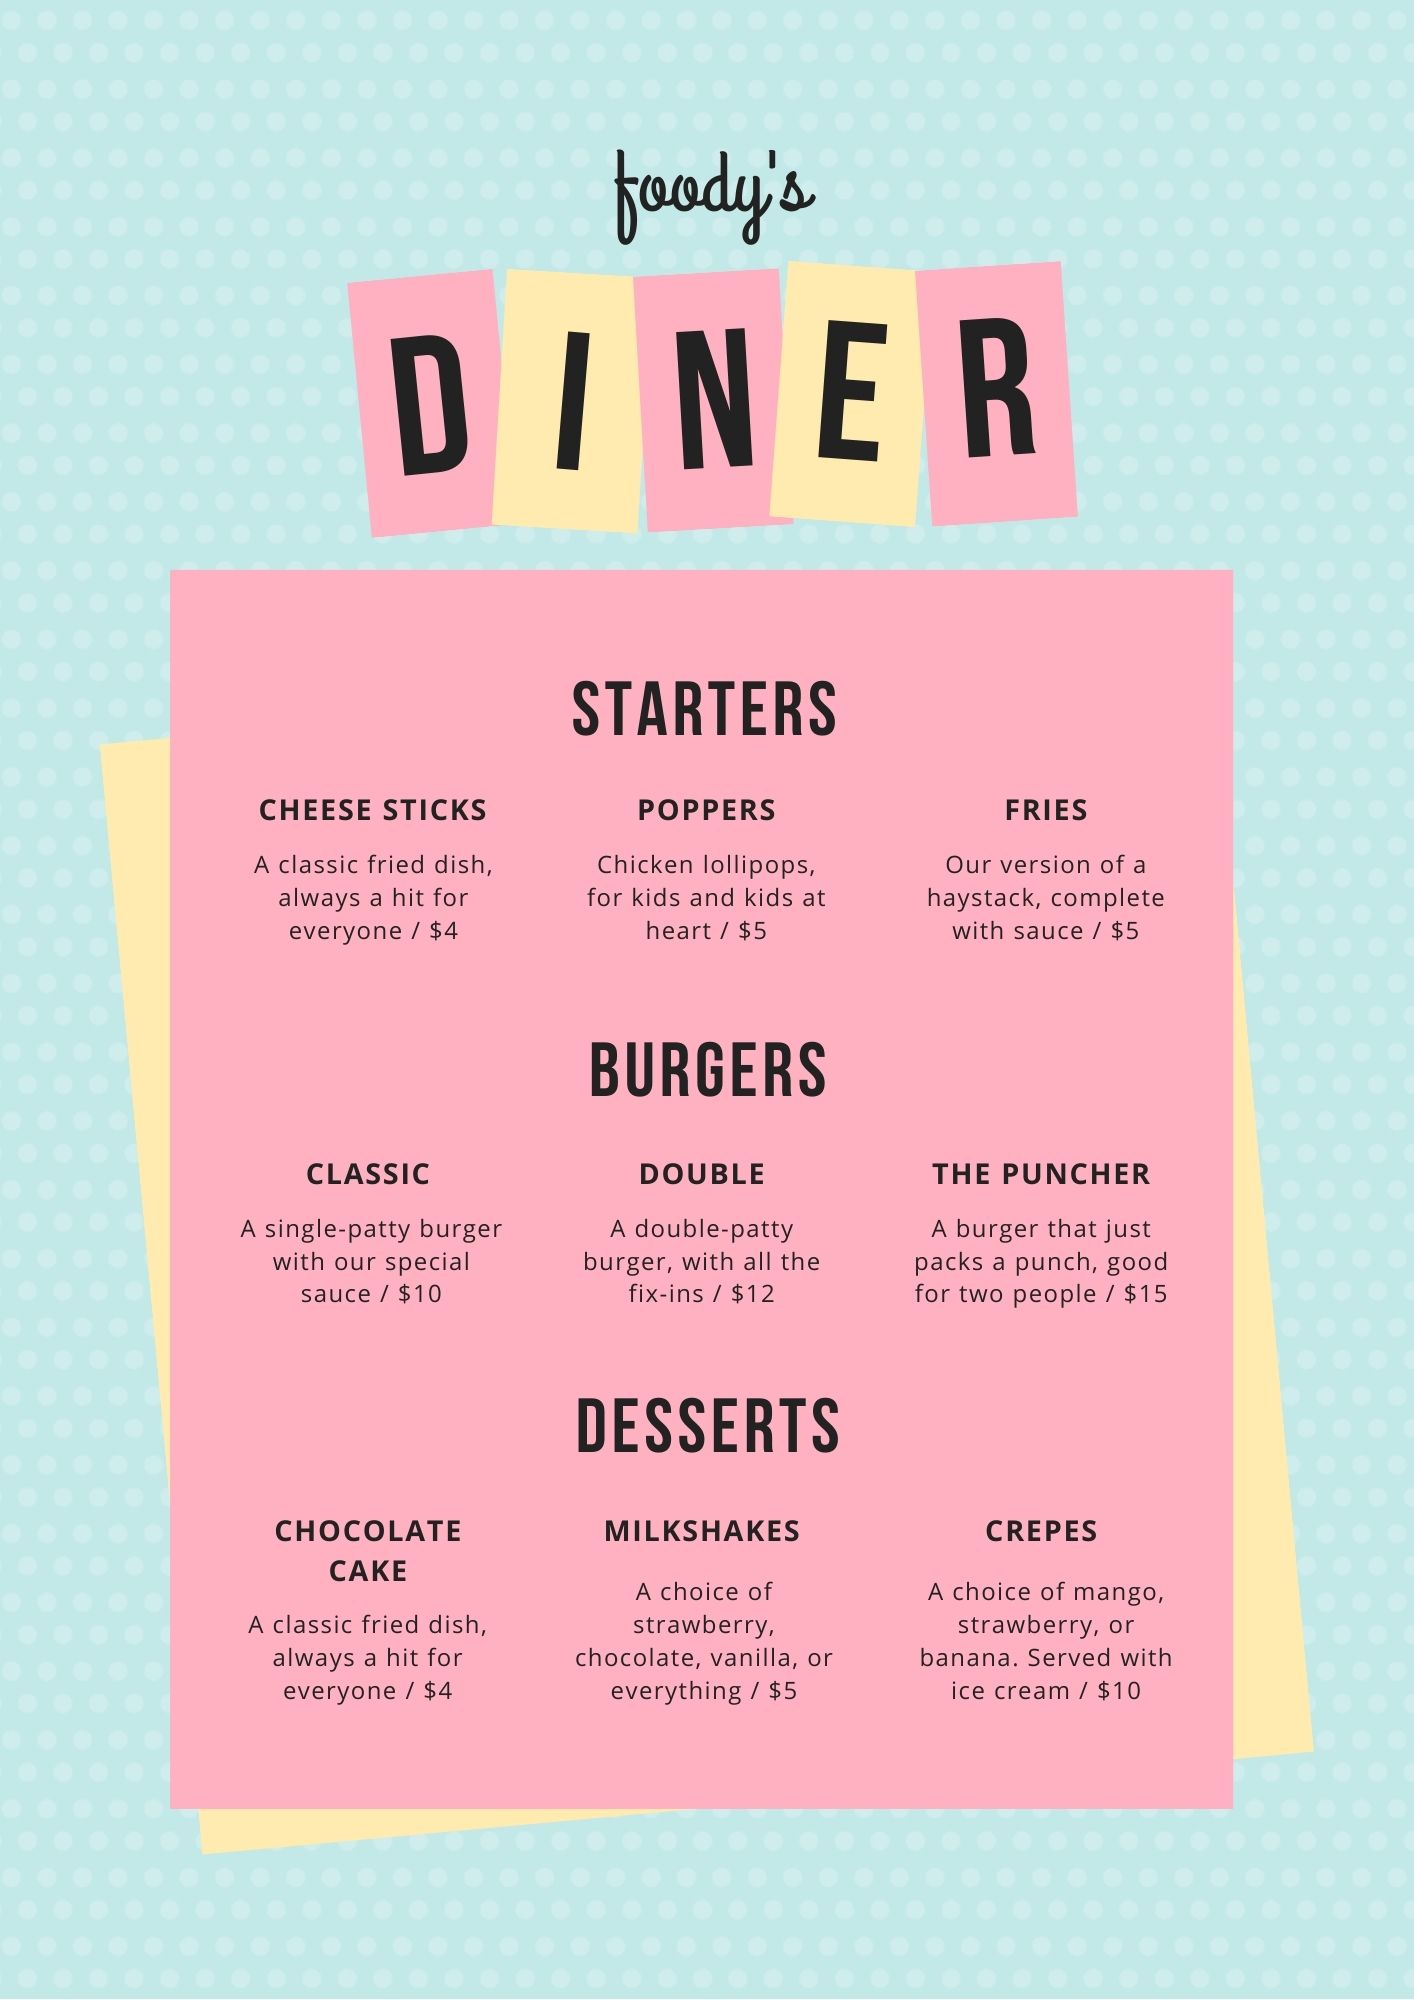 foody's
DINER
STARTERS
CHEESE STICKS
A classic fried dish,
always a hit for
everyone / $4
POPPERS
Chicken lollipops,
for kids and kids at
heart / $5
FRIES
Our version of a
haystack, complete
with sauce / $5
BURGERS
CLASSIC
A single-patty burger
with our special
sauce / $10
DOUBLE
A double-patty
burger, with all the
fix-ins / $12
THE PUNCHER
A burger that just
packs a punch, good
for two people / $15
DESSERTS
CHOCOLATE
CAKE
A classic fried dish,
always a hit for
everyone / $4
MILKSHAKES
A choice of
strawberry,
chocolate, vanilla, or
everything / $5
CREPES
A choice of mango,
strawberry, or
banana. Served with
ice cream / $10